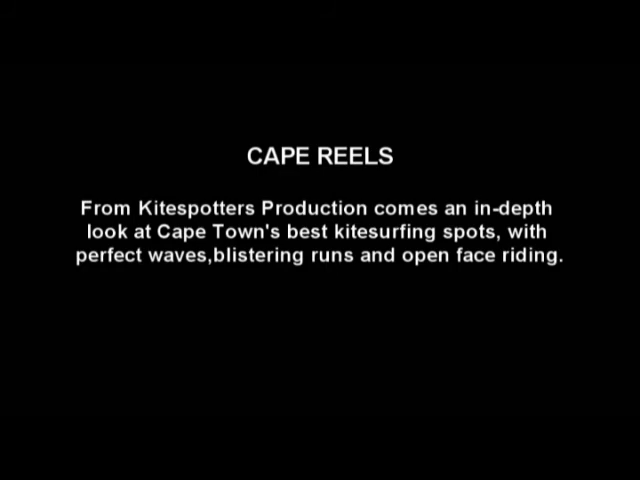 CAPE REELS
From Kitespotters Production comes an in-depth
look at Cape Town's best kitesurfing spots, with
perfect waves,blistering runs and open face riding.